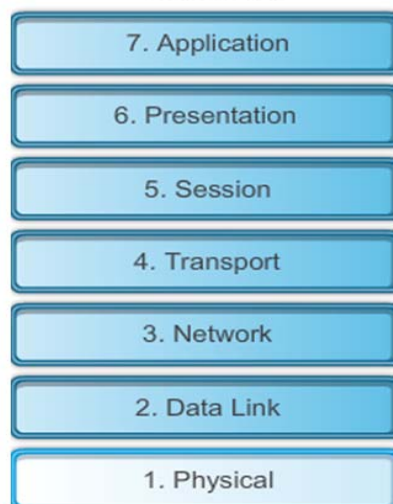 7. Application
6. Presentation
5. Session
4. Transport
3. Network
2. Data Link
1. Physical